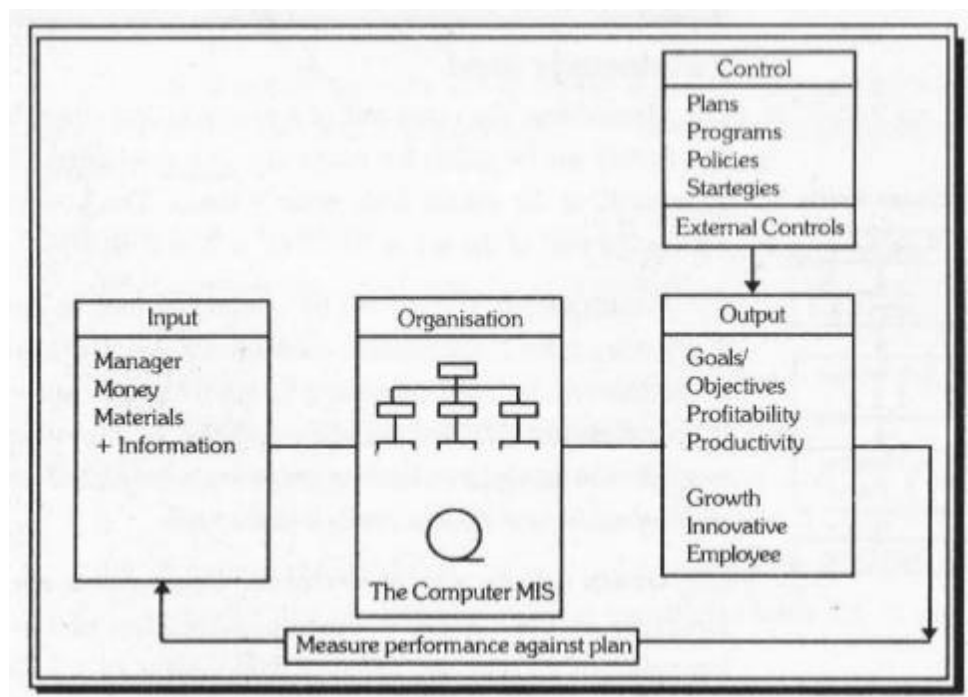 Control
Plans
Programs
Policies
Startegies
External Controls
Input
Manager
Money
Materials
+ Information
Organisation
The Computer MIS
Output
Goals/
Objectives
Profitability
Productivity
Growth
Innovative
Employee
Measure performance against plan